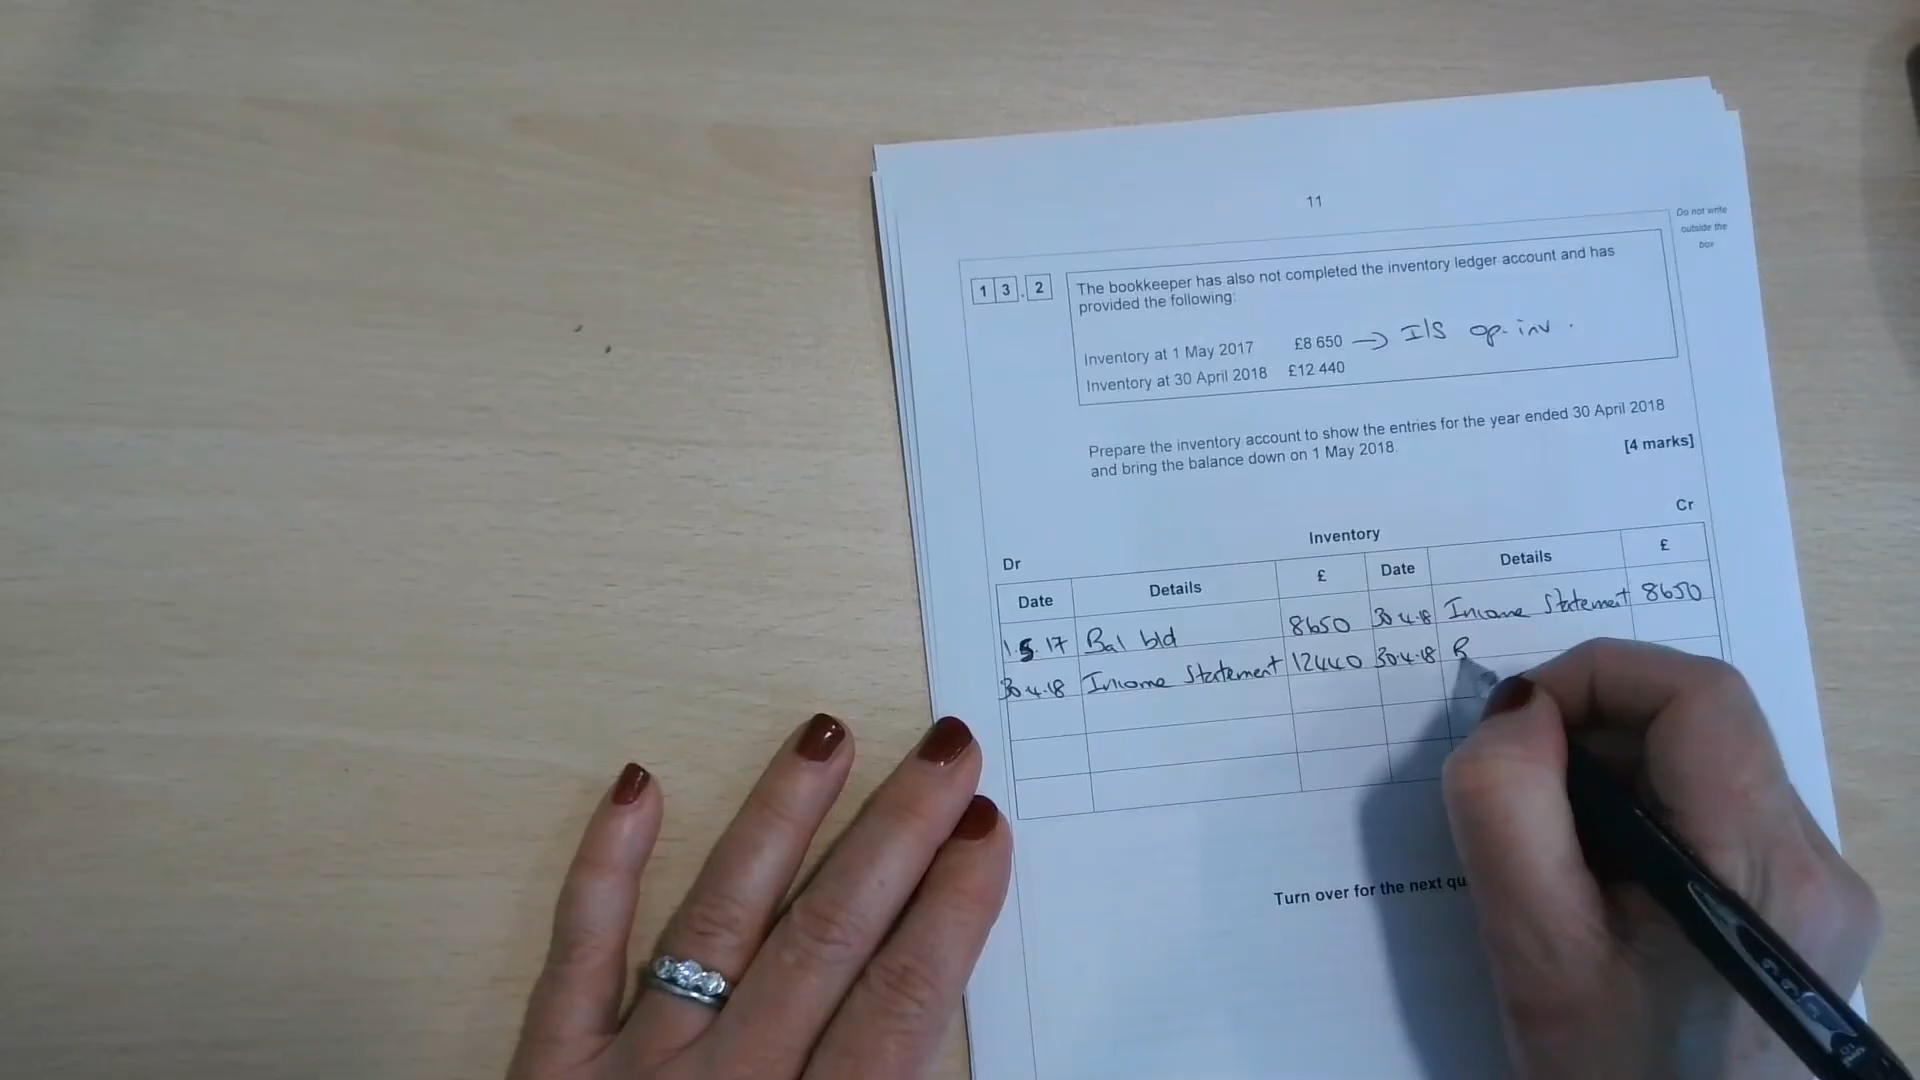 11
Do not write
outside the
box
1 3 . 2
The bookkeeper has also not completed the inventory ledger account and has
provided the following:
Inventory at 1 May 2017 £8 650 → I/S op. inv.
Inventory at 30 April 2018 £12 440
Prepare the inventory account to show the entries for the year ended 30 April 2018
and bring the balance down on 1 May 2018.
[4 marks]
Dr Inventory Cr
Date Details £ Date Details £
1.5.17 Bal b/d 8650 30.4.18 Income Statement 8650
30.4.18 Income Statement 12440 30.4.18 B
Turn over for the next qu